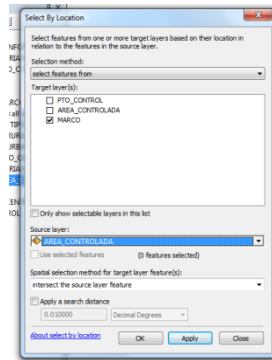 Select By Location
Select features from one or more target layers based on their location in
relation to the features in the source layer.
Selection method:
select features from
Target layer(s):
PTO_CONTROL
AREA_CONTROLADA
MARCO
Only show selectable layers in this list
Source layer:
AREA_CONTROLADA
Use selected features (0 features selected)
Spatial selection method for target layer feature(s):
intersect the source layer feature
Apply a search distance
0.010000 Decimal Degrees
About select by location OK Apply Close